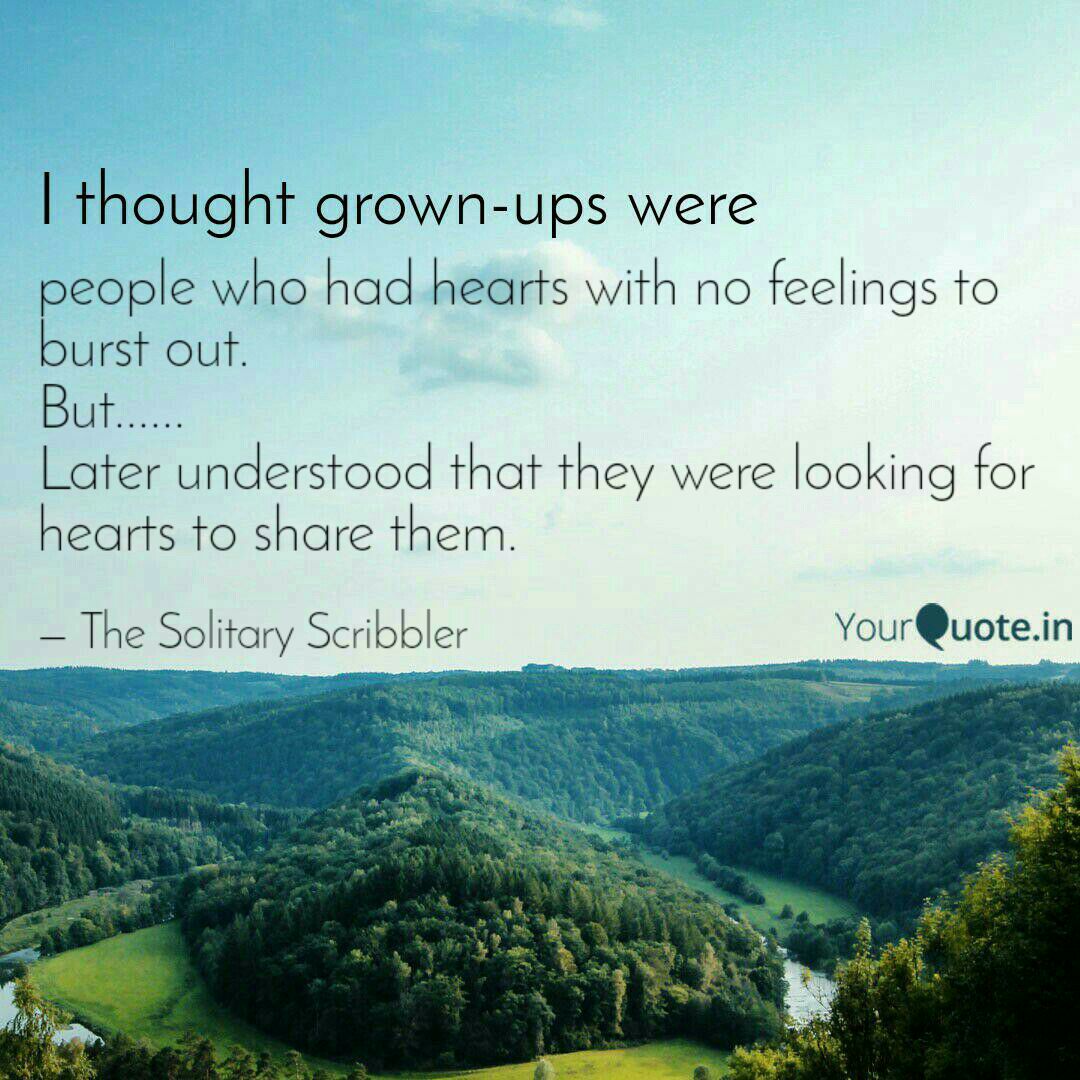 I thought grown-ups were
people who had hearts with no feelings to
burst out.
But......
Later understood that they were looking for
hearts to share them.
— The Solitary Scribbler
YourQuote.in